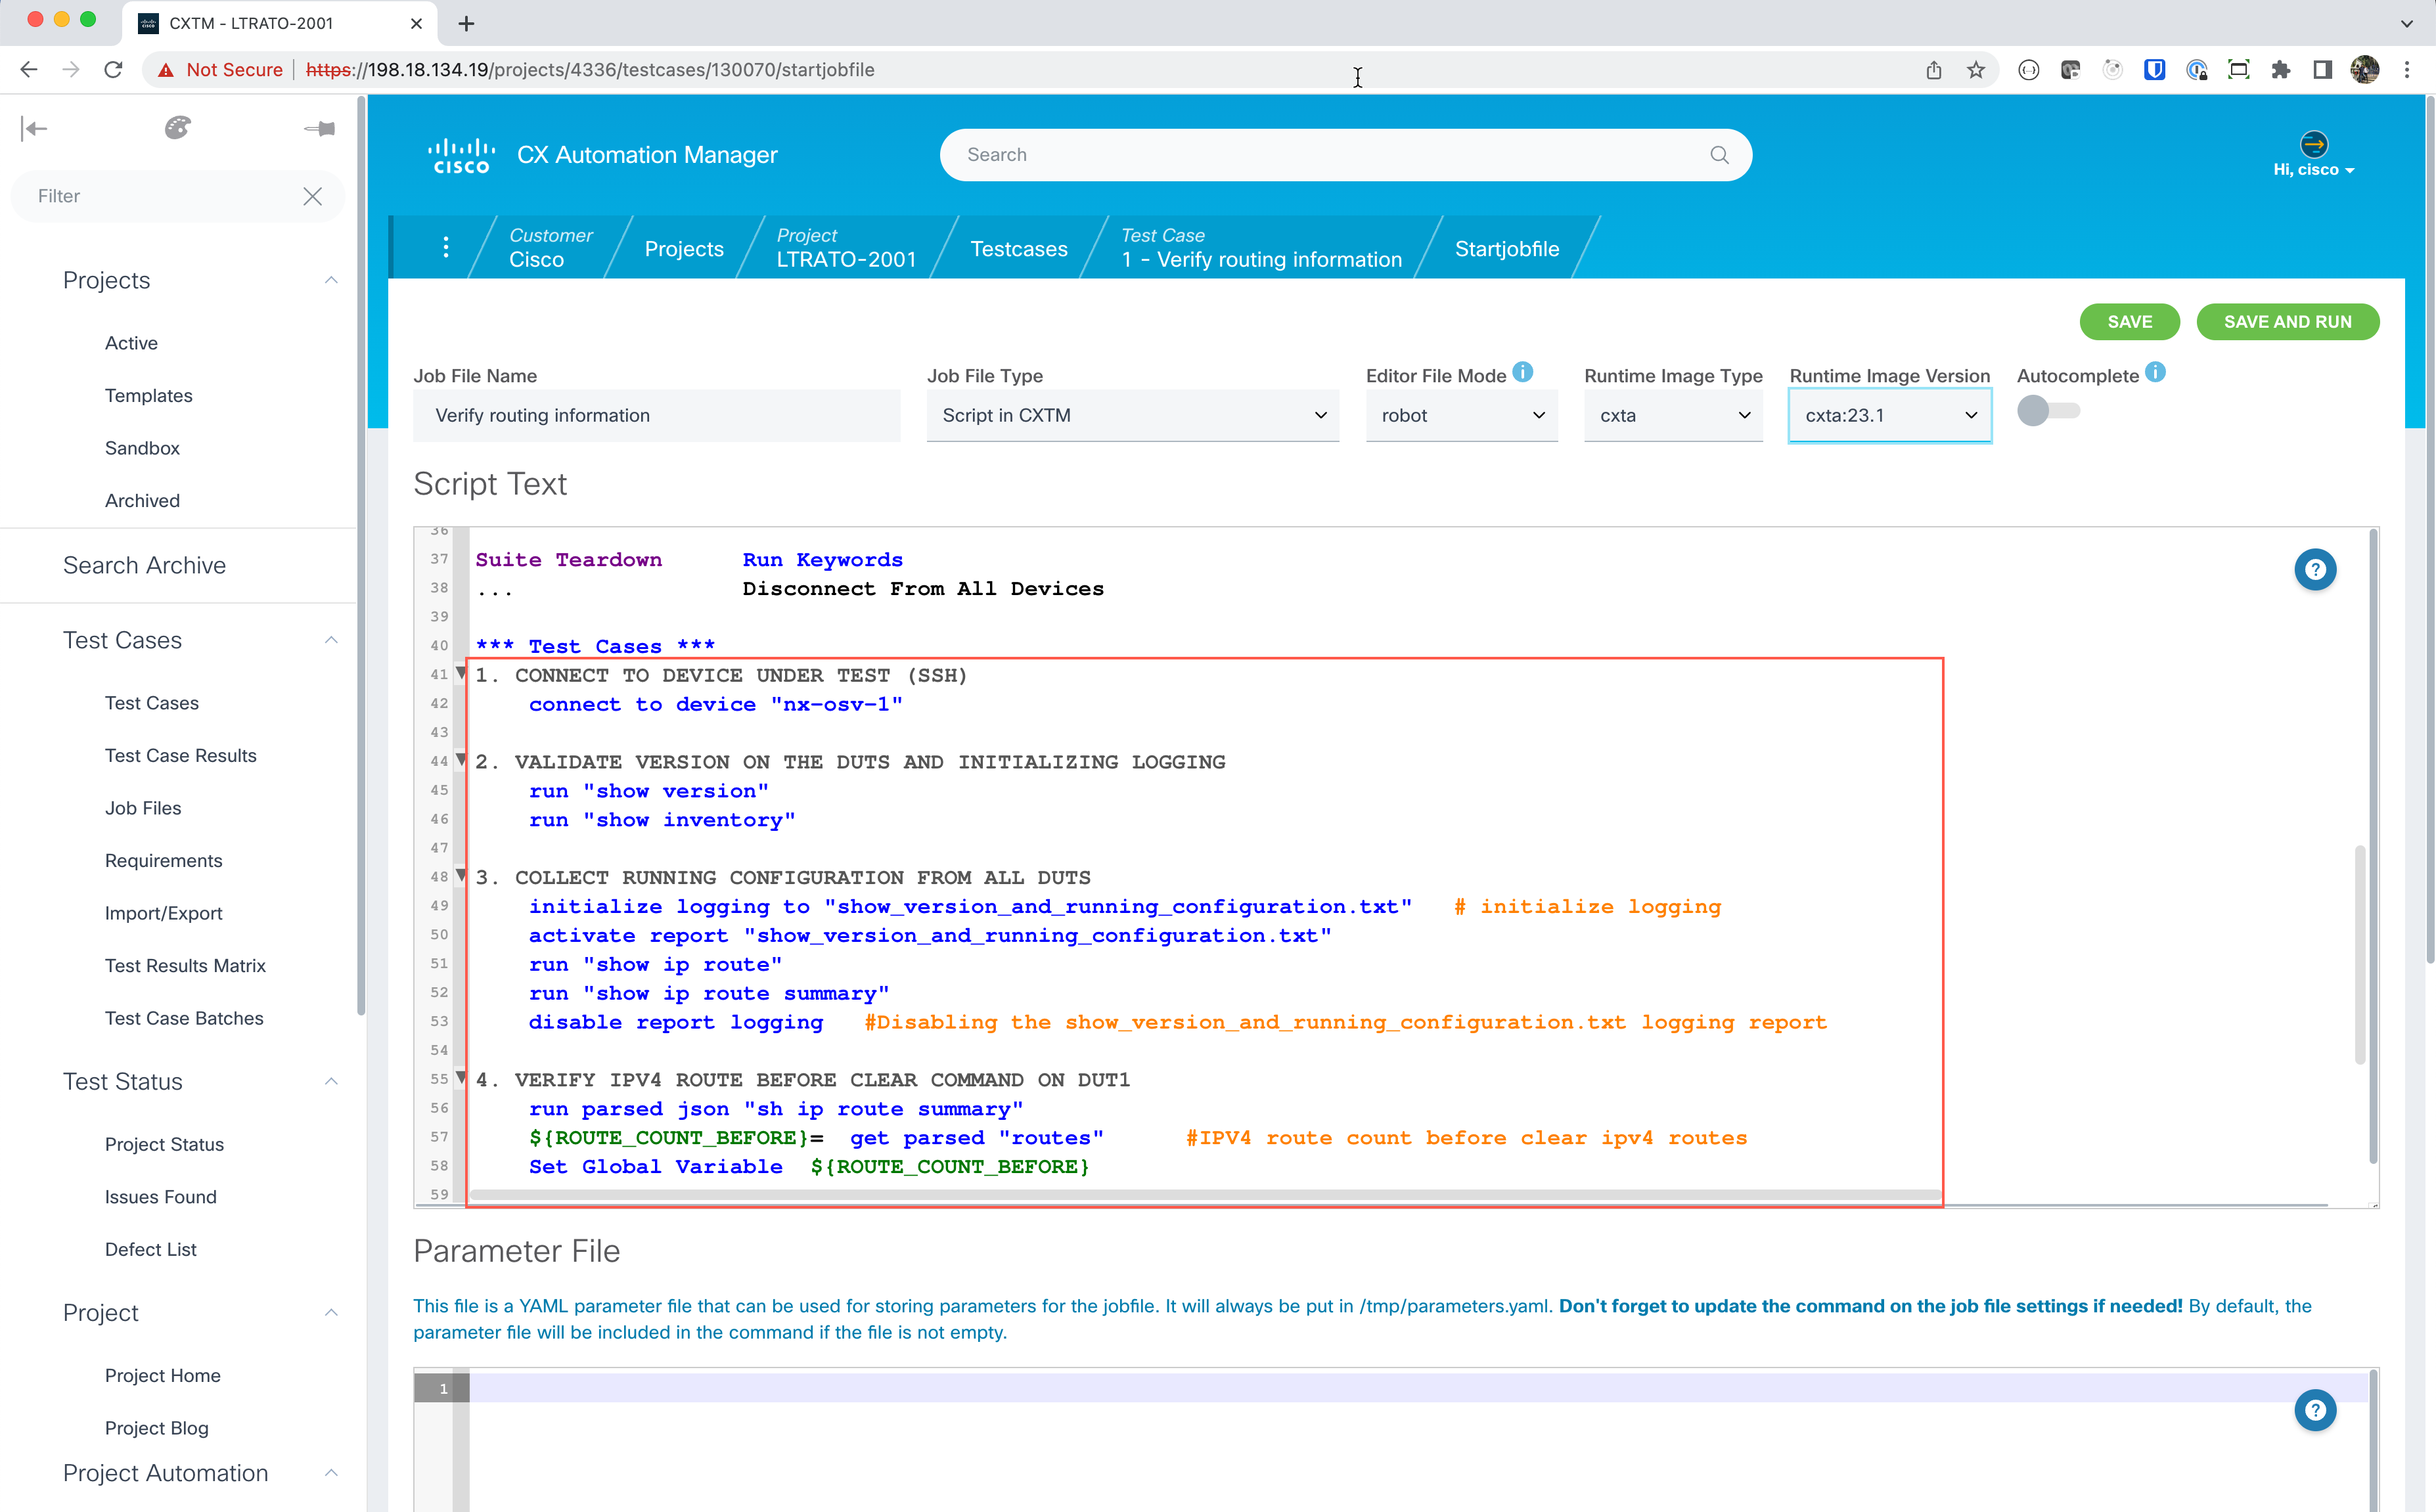 CXTM - LTRATO-2001
Not Secure https://198.18.134.19/projects/4336/testcases/130070/startjobfile
Filter
Projects
Active
Templates
Sandbox
Archived
Search Archive
Test Cases
Test Cases
Test Case Results
Job Files
Requirements
Import/Export
Test Results Matrix
Test Case Batches
Test Status
Project Status
Issues Found
Defect List
Project
Project Home
Project Blog
Project Automation
cisco CX Automation Manager
Search
Hi, cisco
Customer
Cisco
Projects
Project
LTRATO-2001
Testcases
Test Case
1 - Verify routing information
Startjobfile
SAVE SAVE AND RUN
Job File Name
Verify routing information
Job File Type
Script in CXTM
Editor File Mode
robot
Runtime Image Type
cxta
Runtime Image Version
cxta:23.1
Autocomplete
Script Text
36
37 Suite Teardown Run Keywords
38 ... Disconnect From All Devices
39
40 *** Test Cases ***
41 1. CONNECT TO DEVICE UNDER TEST (SSH)
42 connect to device "nx-osv-1"
43
44 2. VALIDATE VERSION ON THE DUTS AND INITIALIZING LOGGING
45 run "show version"
46 run "show inventory"
47
48 3. COLLECT RUNNING CONFIGURATION FROM ALL DUTS
49 initialize logging to "show_version_and_running_configuration.txt" # initialize logging
50 activate report "show_version_and_running_configuration.txt"
51 run "show ip route"
52 run "show ip route summary"
53 disable report logging #Disabling the show_version_and_running_configuration.txt logging report
54
55 4. VERIFY IPV4 ROUTE BEFORE CLEAR COMMAND ON DUT1
56 run parsed json "sh ip route summary"
57 ${ROUTE_COUNT_BEFORE}= get parsed "routes" #IPV4 route count before clear ipv4 routes
58 Set Global Variable ${ROUTE_COUNT_BEFORE}
59
Parameter File
This file is a YAML parameter file that can be used for storing parameters for the jobfile. It will always be put in /tmp/parameters.yaml. Don't forget to update the command on the job file settings if needed! By default, the
parameter file will be included in the command if the file is not empty.
1